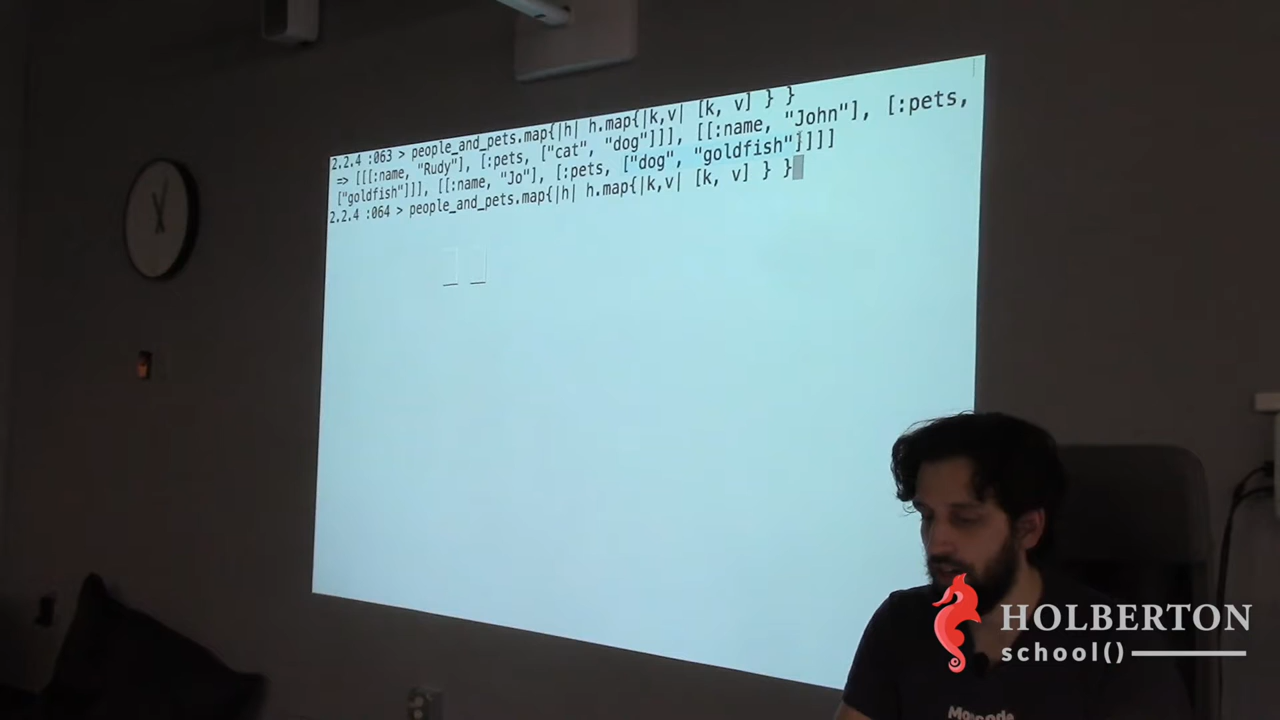 2.2.4 :063 > people_and_pets.map{|h| h.map{|k,v| [k, v] } }
=> [[[:name, "Rudy"], [:pets, ["cat", "dog"]]], [[:name, "John"], [:pets,
["goldfish"]]], [[:name, "Jo"], [:pets, ["dog", "goldfish"]]]]
2.2.4 :064 > people_and_pets.map{|h| h.map{|k,v| [k, v] } }
HOLBERTON
school()